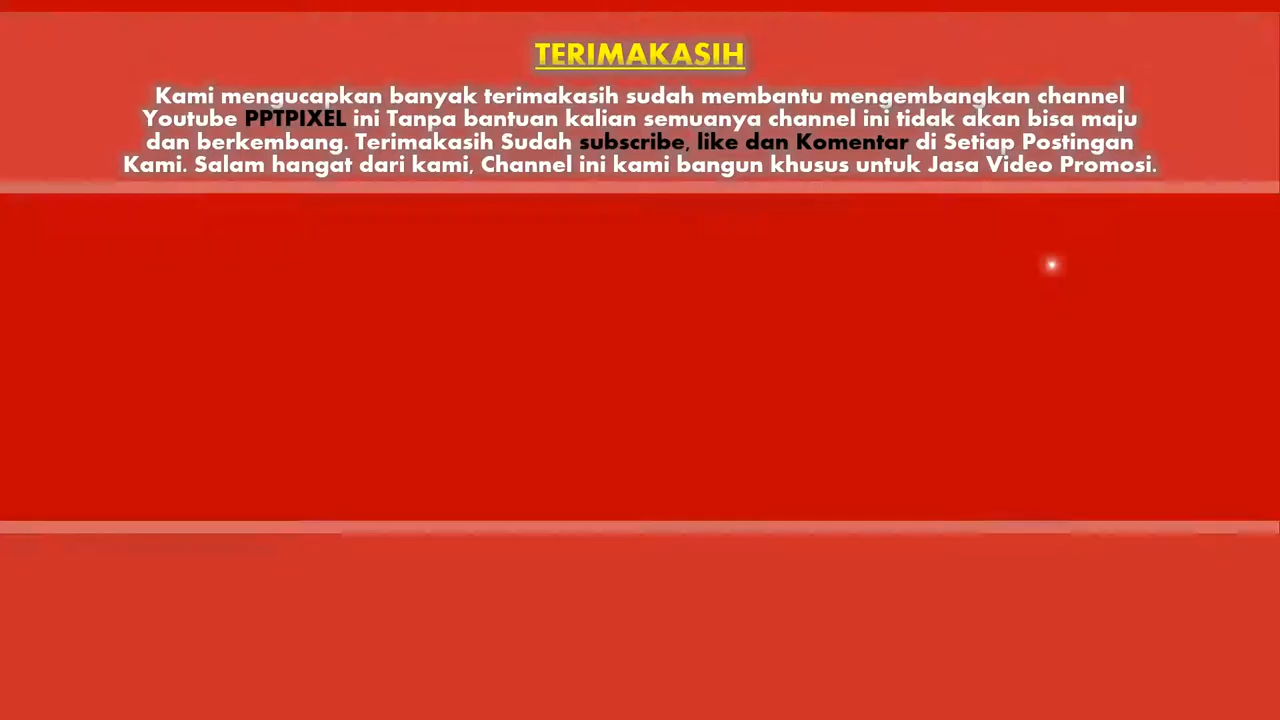 TERIMAKASIH
Kami mengucapkan banyak terimakasih sudah membantu mengembangkan channel
Youtube PPTPIXEL ini Tanpa bantuan kalian semuanya channel ini tidak akan bisa maju
dan berkembang. Terimakasih Sudah subscribe, like dan Komentar di Setiap Postingan
Kami. Salam hangat dari kami, Channel ini kami bangun khusus untuk Jasa Video Promosi.